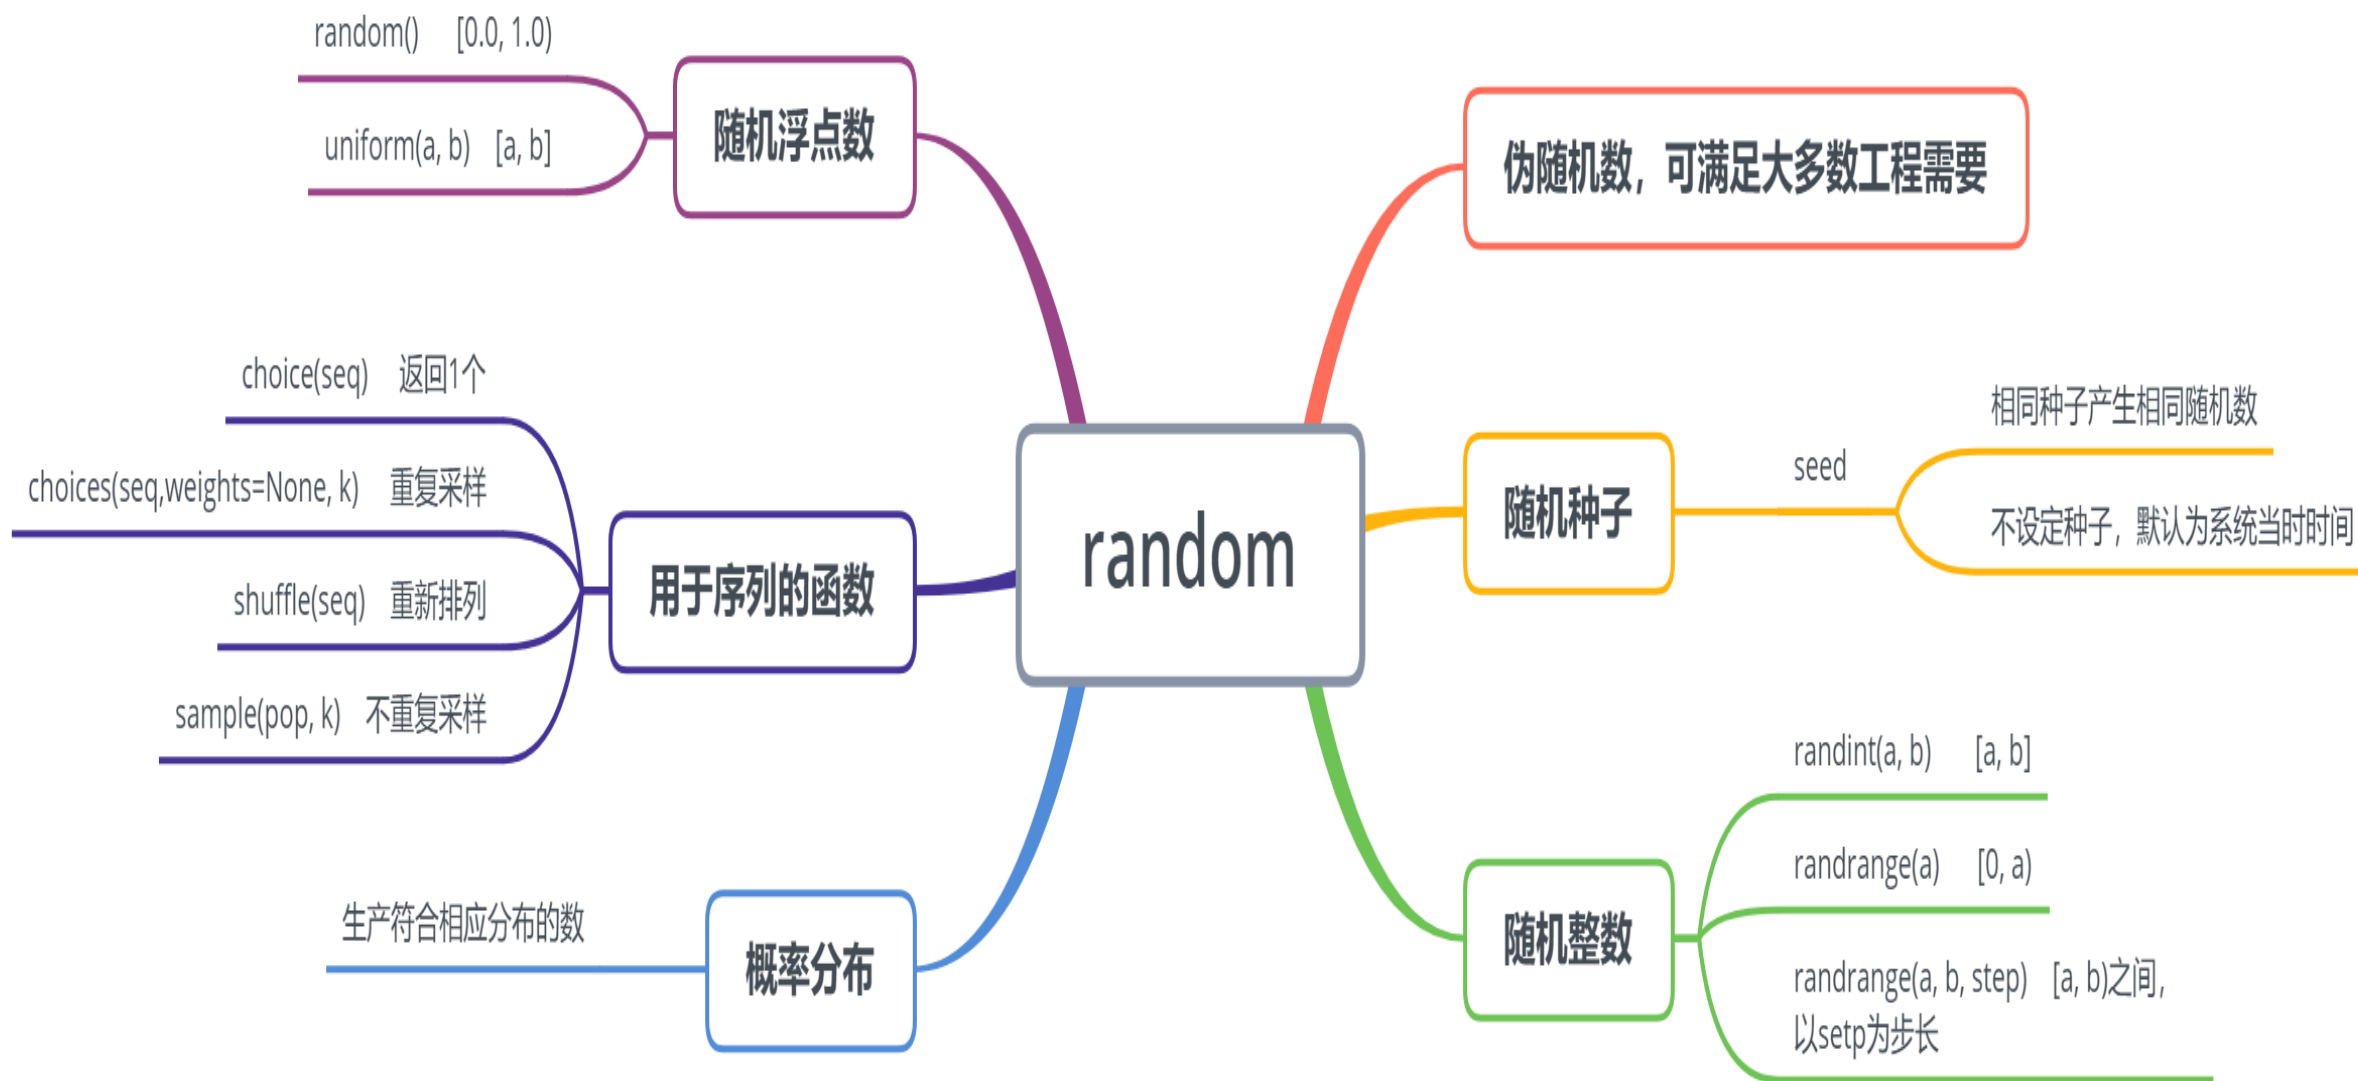 random
伪随机数，可满足大多数工程需要
随机种子
seed
相同种子产生相同随机数
不设定种子，默认为系统当时时间
随机整数
randint(a, b) [a, b]
randrange(a) [0, a)
randrange(a, b, step) [a, b)之间，
以setp为步长
随机浮点数
random() [0.0, 1.0)
uniform(a, b) [a, b]
用于序列的函数
choice(seq) 返回1个
choices(seq,weights=None, k) 重复采样
shuffle(seq) 重新排列
sample(pop, k) 不重复采样
概率分布
生产符合相应分布的数